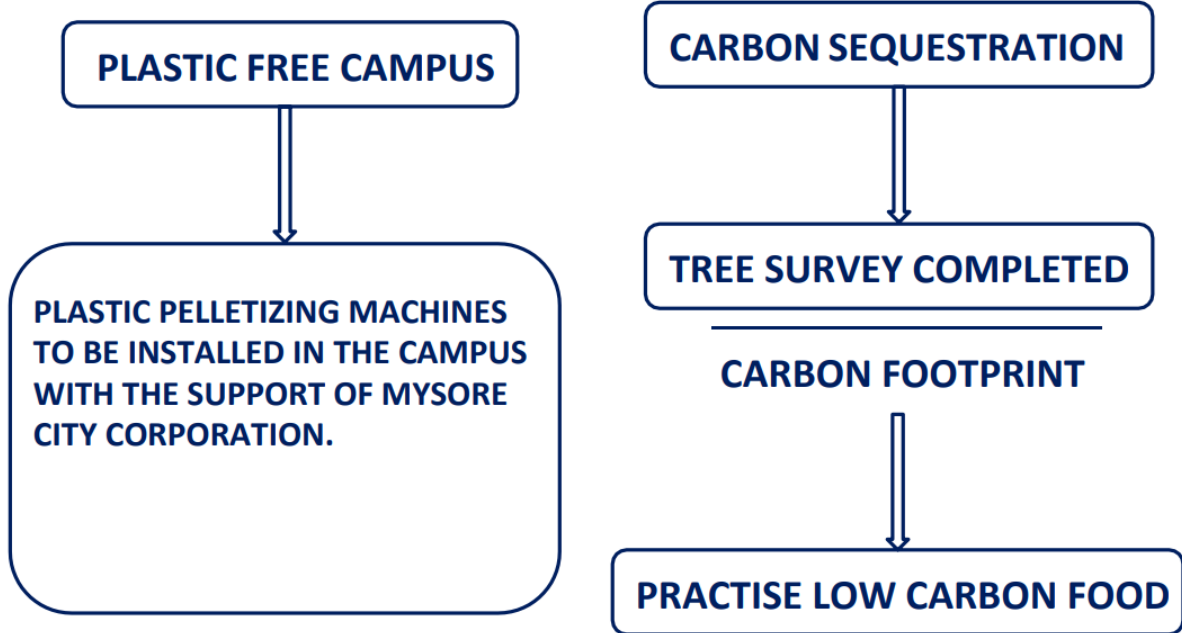 PLASTIC FREE CAMPUS
PLASTIC PELLETIZING MACHINES
TO BE INSTALLED IN THE CAMPUS
WITH THE SUPPORT OF MYSORE
CITY CORPORATION.
CARBON SEQUESTRATION
TREE SURVEY COMPLETED
CARBON FOOTPRINT
PRACTISE LOW CARBON FOOD